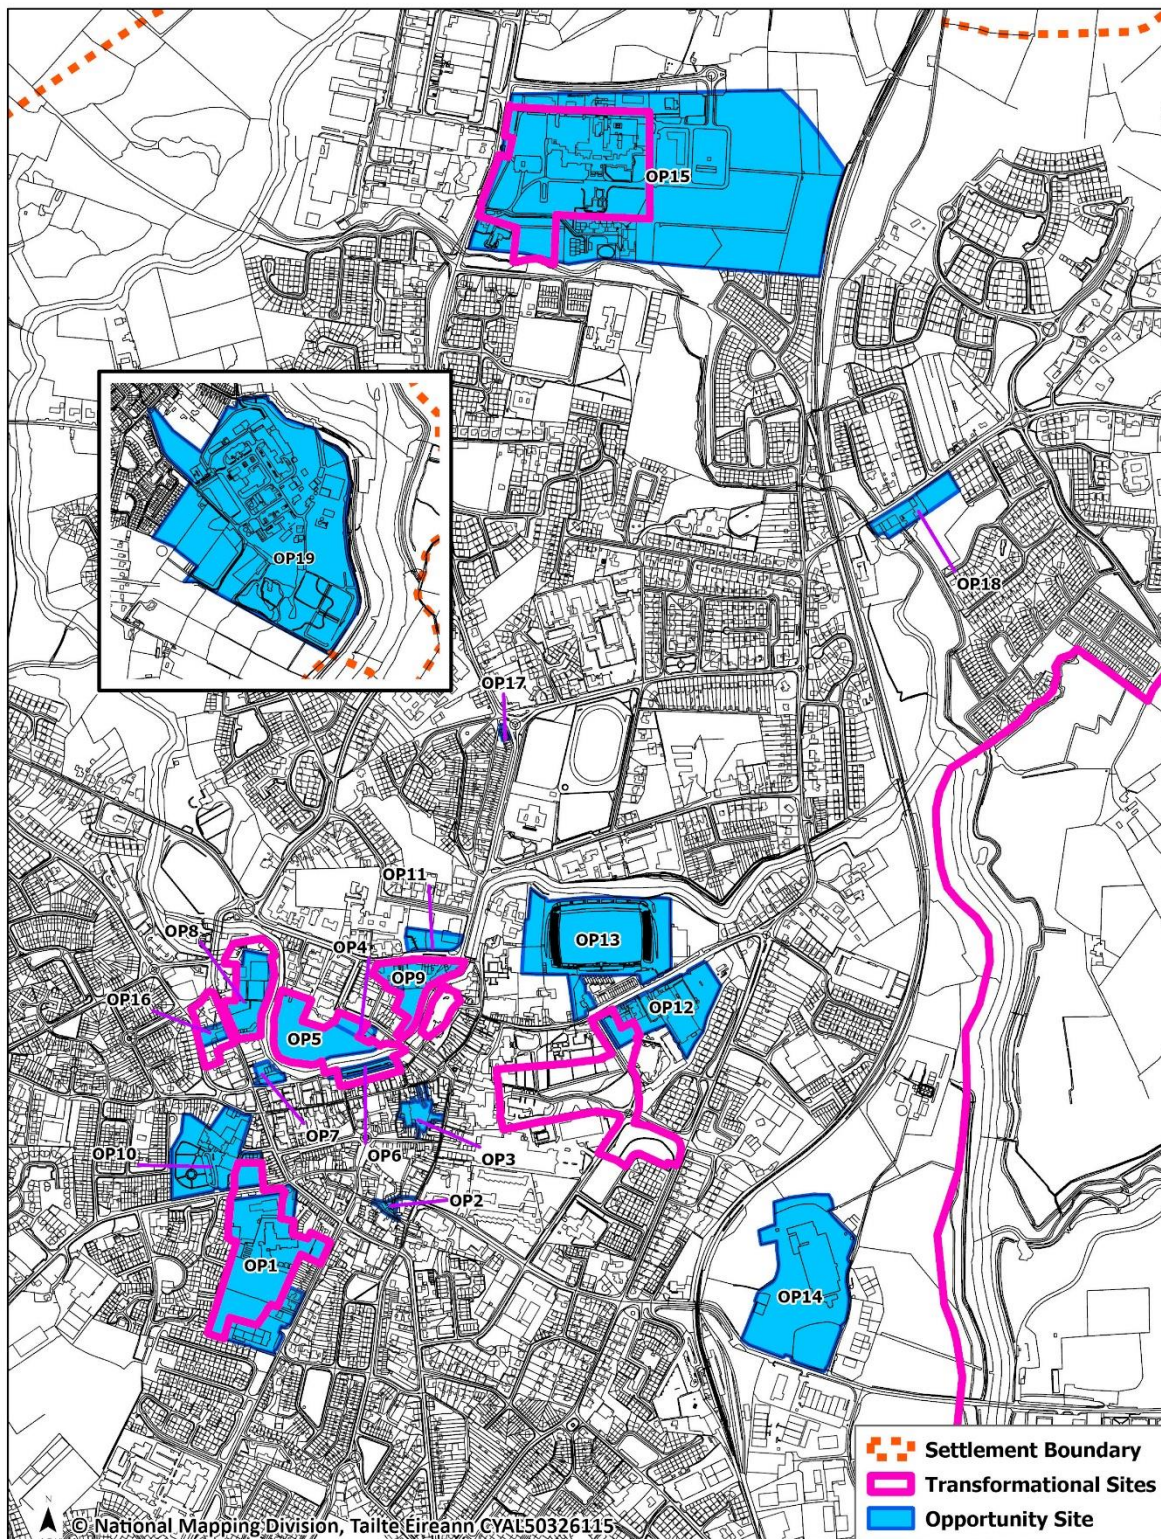 OP15
OP19
OP18
OP17
OP11
OP8
OP4
OP13
OP9
OP16
OP12
OP5
OP7
OP10
OP6
OP3
OP2
OP1
OP14
Settlement Boundary
Transformational Sites
Opportunity Site
© National Mapping Division, Tailte Éireann CYAL50326115